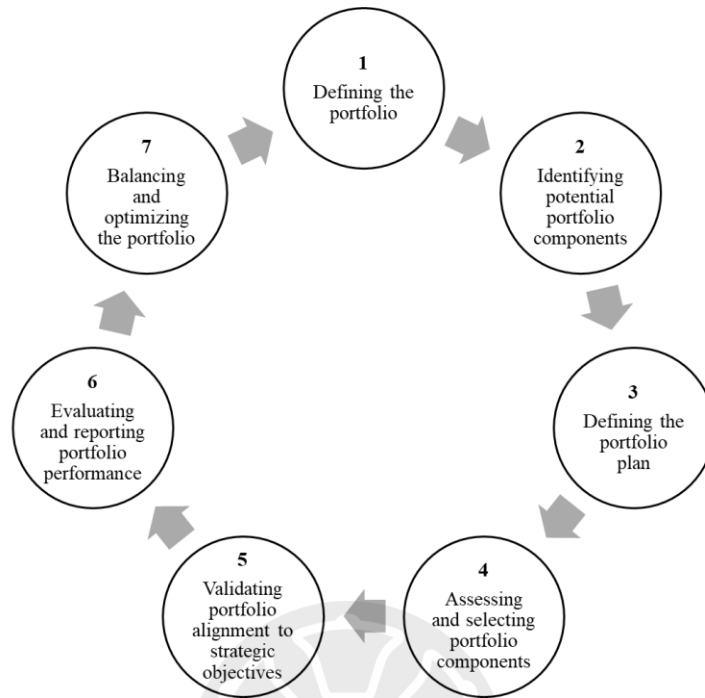 1
Defining the
portfolio
2
Identifying
potential
portfolio
components
3
Defining the
portfolio
plan
4
Assessing
and selecting
portfolio
components
5
Validating
portfolio
alignment to
strategic
objectives
6
Evaluating
and reporting
portfolio
performance
7
Balancing
and
optimizing
the portfolio